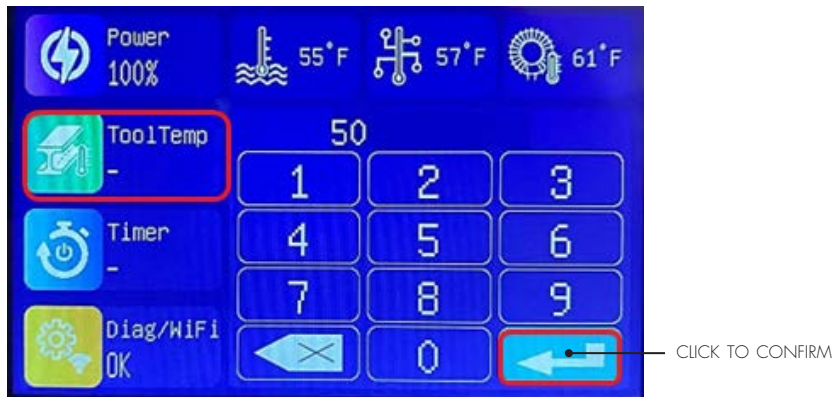 Power
100%
55°F
57°F
61°F
ToolTemp
-
50
1 2 3
Timer
-
4 5 6
7 8 9
Diag/WiFi
OK
0
CLICK TO CONFIRM